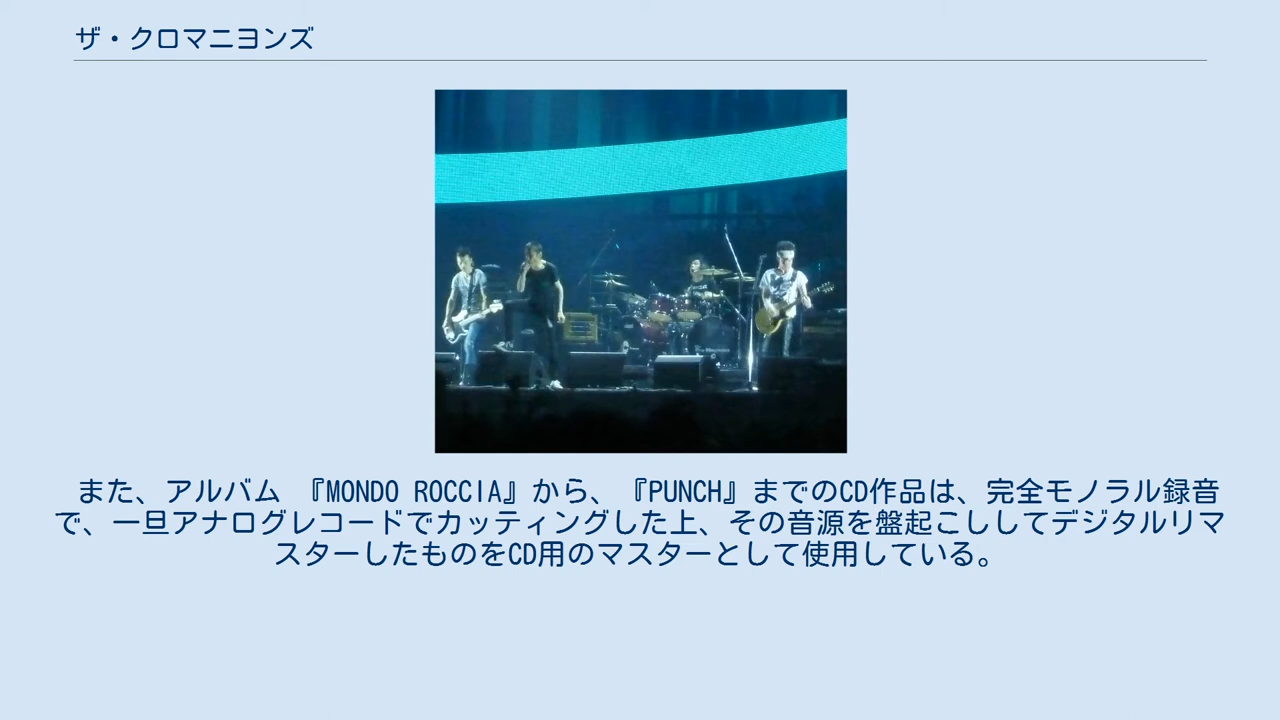 ザ・クロマニヨンズ
また、アルバム 『MONDO ROCCIA』から、『PUNCH』までのCD作品は、完全モノラル録音
で、一旦アナログレコードでカッティングした上、その音源を盤起こししてデジタルリマ
スターしたものをCD用のマスターとして使用している。